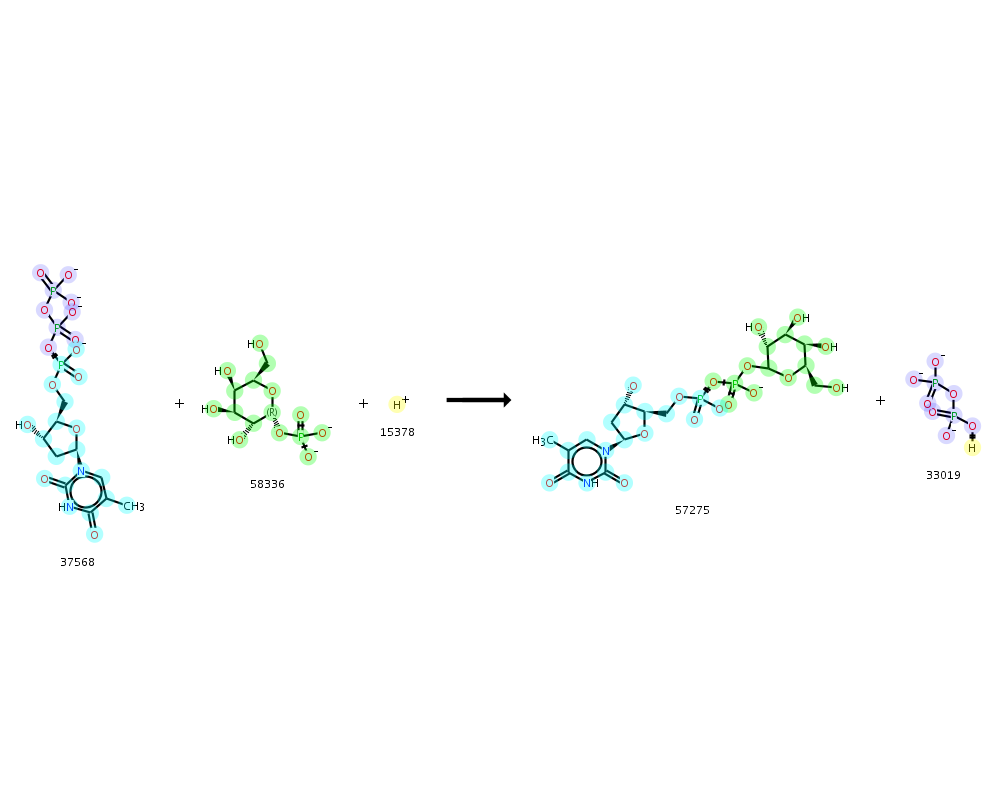 O O⁻
P
O⁻
O O⁻
P
O O
P O⁻
O O
HO O
N
O
HN CH3
O
37568
+
HO
HO O
HO (R) O
HO O P O⁻
O⁻
58336
+
H⁺
15378
H3C
O
O
O P O
O
N
O NH O
O P O⁻
O
O
HO OH
OH
O OH
57275
+
O⁻
O⁻ P
O O
O P
O⁻ O
H
33019